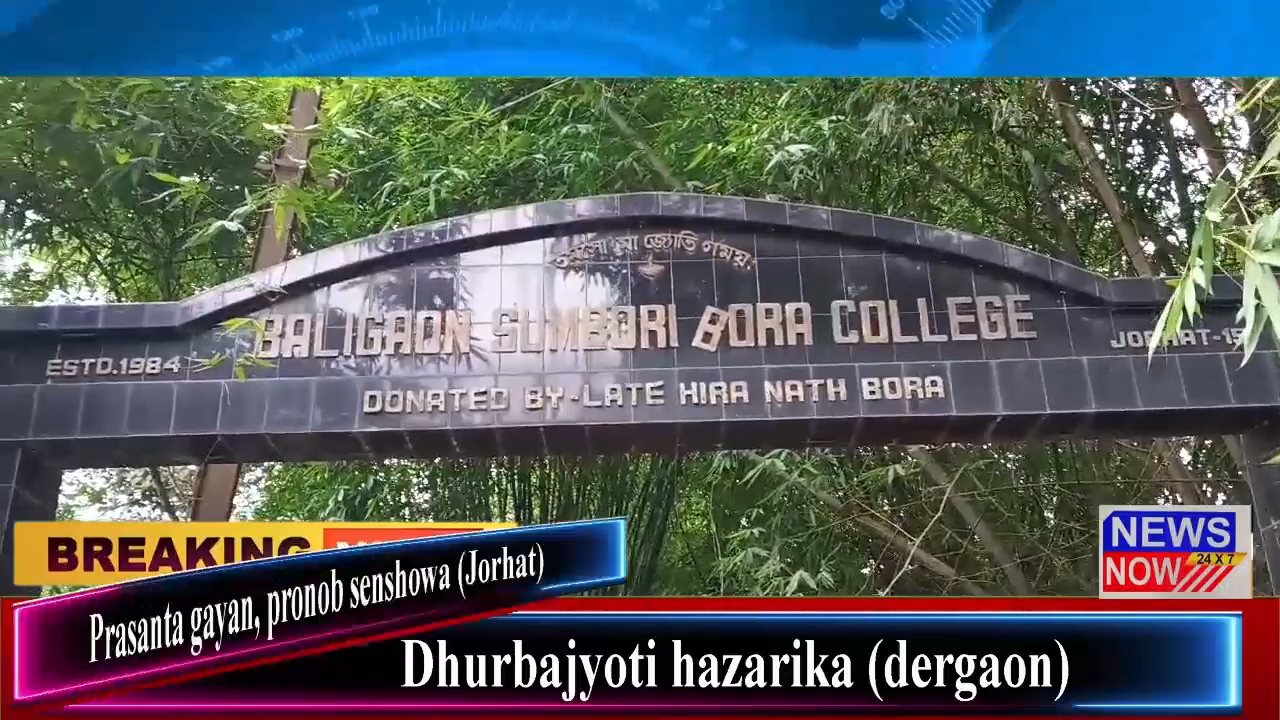 তমসো মা জ্যোতি র্গময়
BALIGAON SUMBORI BORA COLLEGE
ESTD.1984
JORHAT-15
DONATED BY-LATE HIRA NATH BORA
BREAKING
NEWS
NOW 24 X 7
Prasanta gayan, pronob senshowa (Jorhat)
Dhurbajyoti hazarika (dergaon)